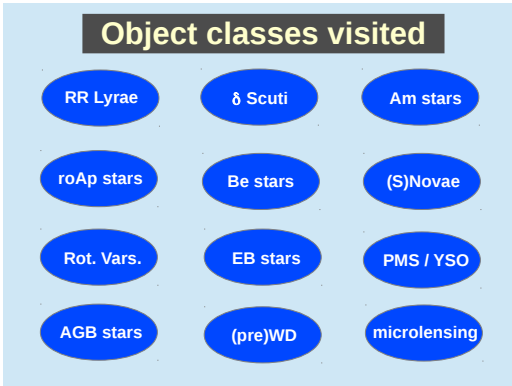 Object classes visited
RR Lyrae
δ Scuti
Am stars
roAp stars
Be stars
(S)Novae
Rot. Vars.
EB stars
PMS / YSO
AGB stars
(pre)WD
microlensing